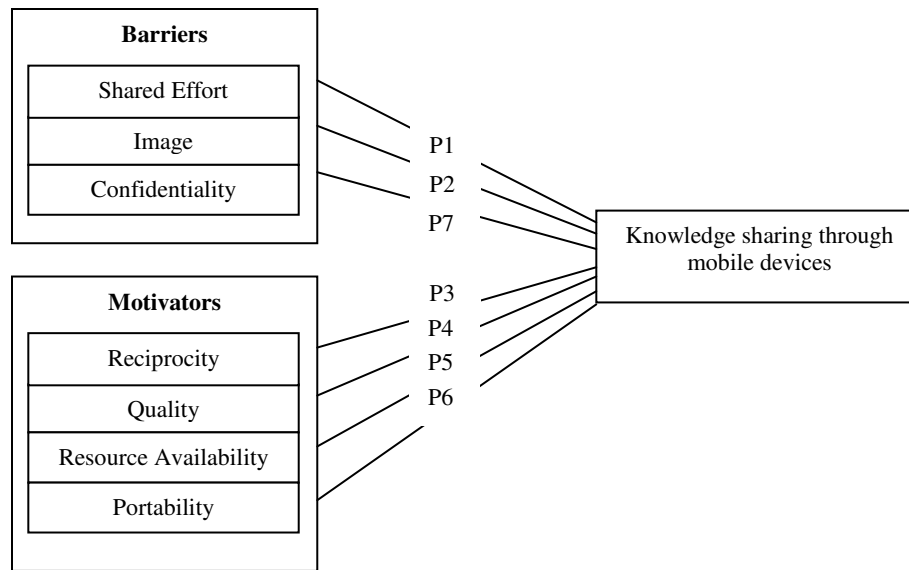 Barriers
Shared Effort
Image
Confidentiality
P1
P2
P7
Knowledge sharing through
mobile devices
Motivators
Reciprocity
Quality
Resource Availability
Portability
P3
P4
P5
P6